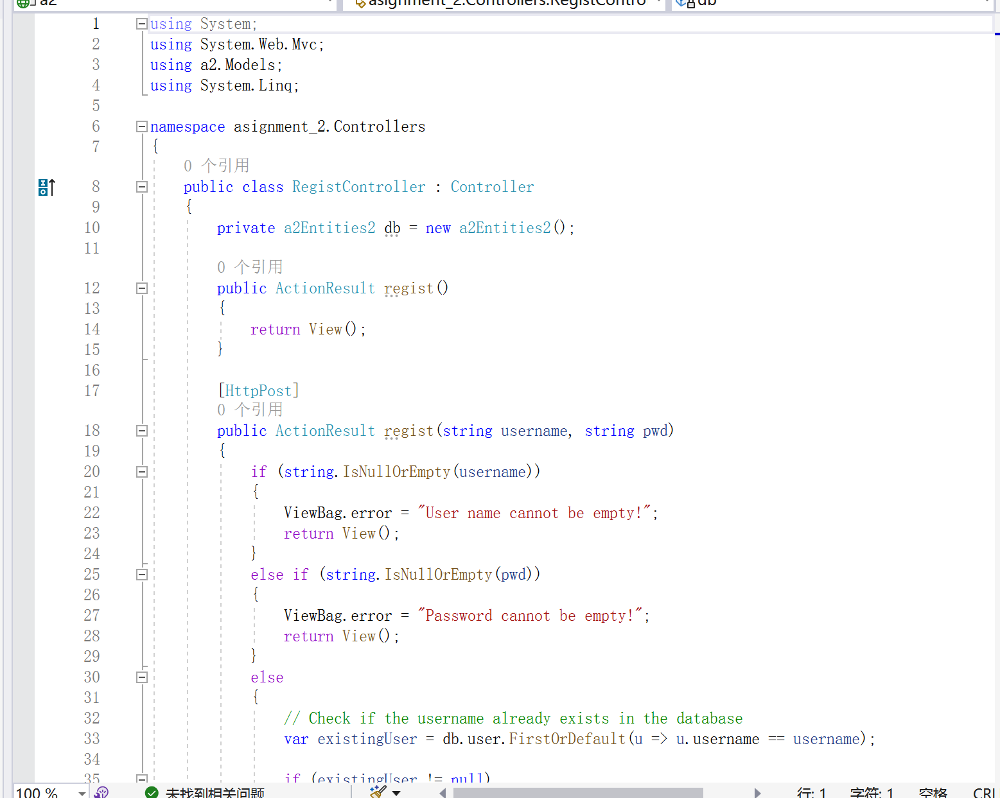 a2
asignment_2.Controllers.RegistContro
db
1 using System;
2 using System.Web.Mvc;
3 using a2.Models;
4 using System.Linq;
5
6 namespace asignment_2.Controllers
7 {
0 个引用
8 public class RegistController : Controller
9 {
10 private a2Entities2 db = new a2Entities2();
11
0 个引用
12 public ActionResult regist()
13 {
14 return View();
15 }
16
17 [HttpPost]
0 个引用
18 public ActionResult regist(string username, string pwd)
19 {
20 if (string.IsNullOrEmpty(username))
21 {
22 ViewBag.error = "User name cannot be empty!";
23 return View();
24 }
25 else if (string.IsNullOrEmpty(pwd))
26 {
27 ViewBag.error = "Password cannot be empty!";
28 return View();
29 }
30 else
31 {
32 // Check if the username already exists in the database
33 var existingUser = db.user.FirstOrDefault(u => u.username == username);
34
35 if (existingUser != null)
100 % 未找到相关问题 行: 1 字符: 1 空格 CRL